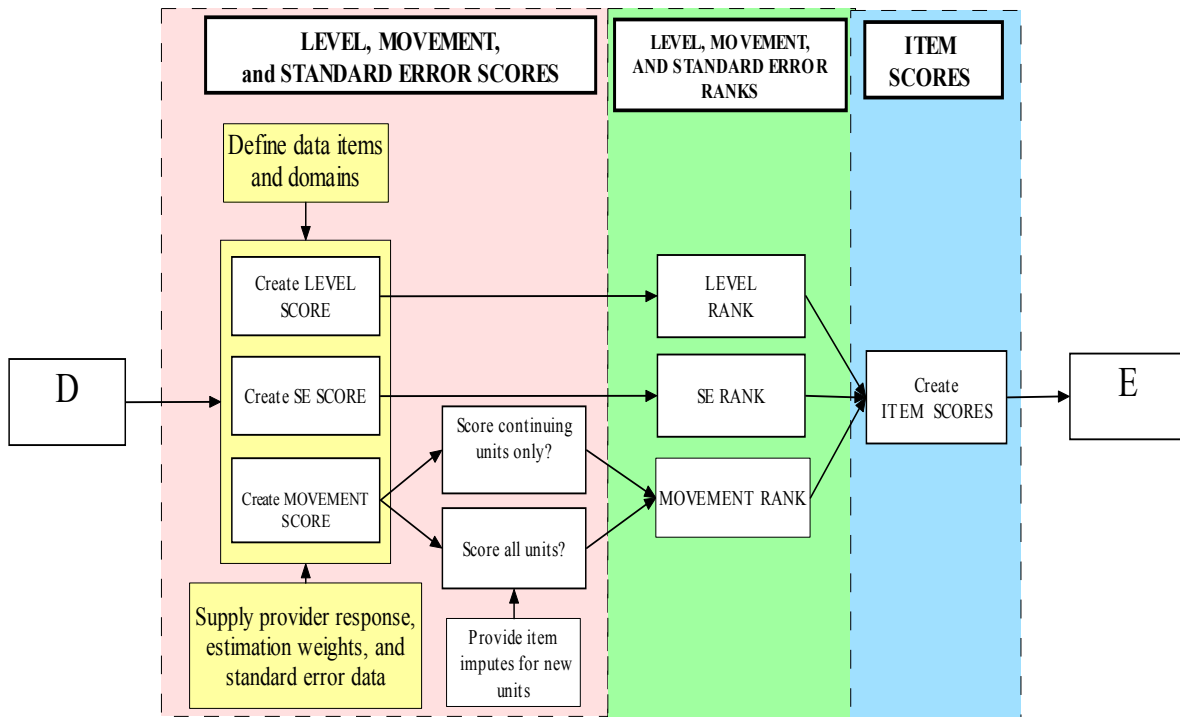 LEVEL, MOVEMENT,
and STANDARD ERROR SCORES
LEVEL, MOVEMENT,
AND STANDARD ERROR
RANKS
ITEM
SCORES
Define data items
and domains
Create LEVEL
SCORE
LEVEL
RANK
D
Create SE SCORE
SE RANK
Create
ITEM SCORES
E
Score continuing
units only?
Create MOVEMENT
SCORE
MOVEMENT RANK
Score all units?
Supply provider response,
estimation weights, and
standard error data
Provide item
imputes for new
units